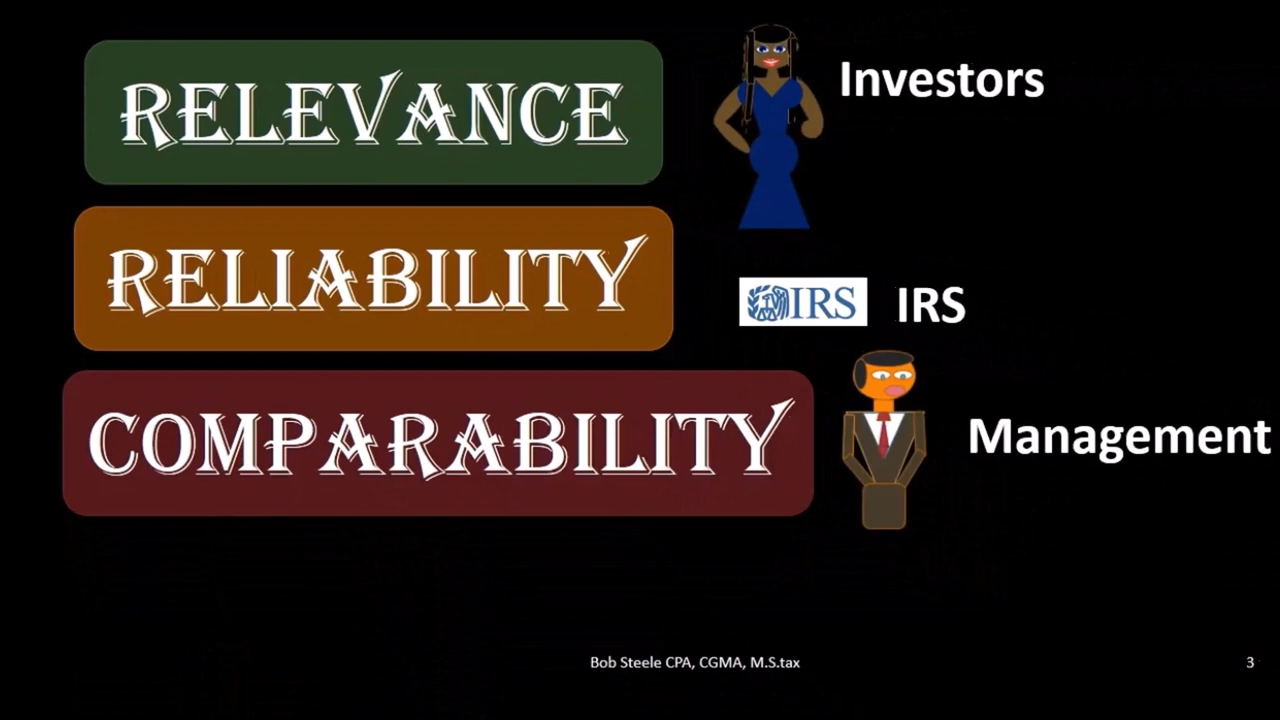 RELEVANCE
Investors
RELIABILITY
IRS IRS
COMPARABILITY
Management
Bob Steele CPA, CGMA, M.S.tax
3